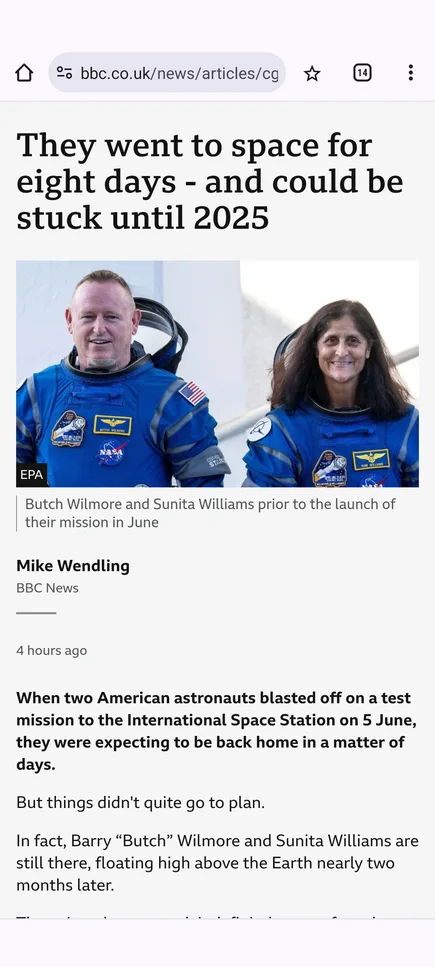 bbc.co.uk/news/articles/cg
14
They went to space for
eight days - and could be
stuck until 2025
NASA
EPA
Butch Wilmore and Sunita Williams prior to the launch of
their mission in June
Mike Wendling
BBC News
4 hours ago
When two American astronauts blasted off on a test
mission to the International Space Station on 5 June,
they were expecting to be back home in a matter of
days.
But things didn't quite go to plan.
In fact, Barry “Butch” Wilmore and Sunita Williams are
still there, floating high above the Earth nearly two
months later.